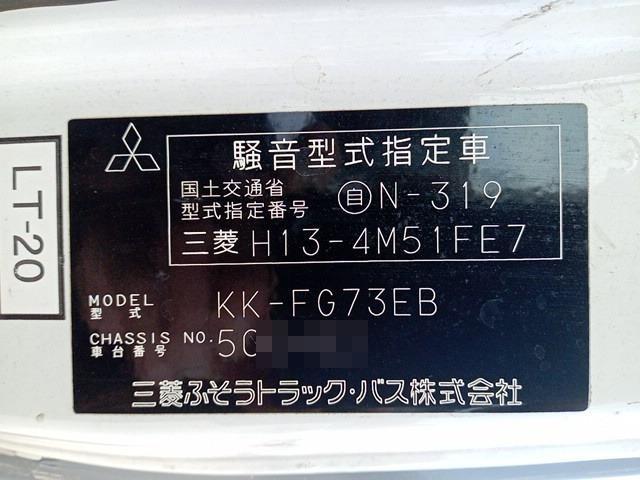 LT-20
騒音型式指定車
国土交通省
型式指定番号 自N-319
三菱 H13-4M51FE7
MODEL
型式 KK-FG73EB
CHASSIS NO.
車台番号 50
三菱ふそうトラック・バス株式会社